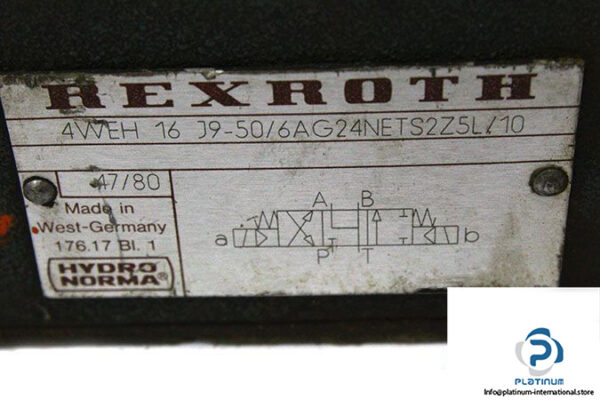 REXROTH
4WEH 16 J9-50/6AG24NETS2Z5L/10
47/80
Made in
West-Germany
176.17 Bl. 1
HYDRO
NORMA®
A B
a b
P T
PLATINUM
Info@platinum-international.store